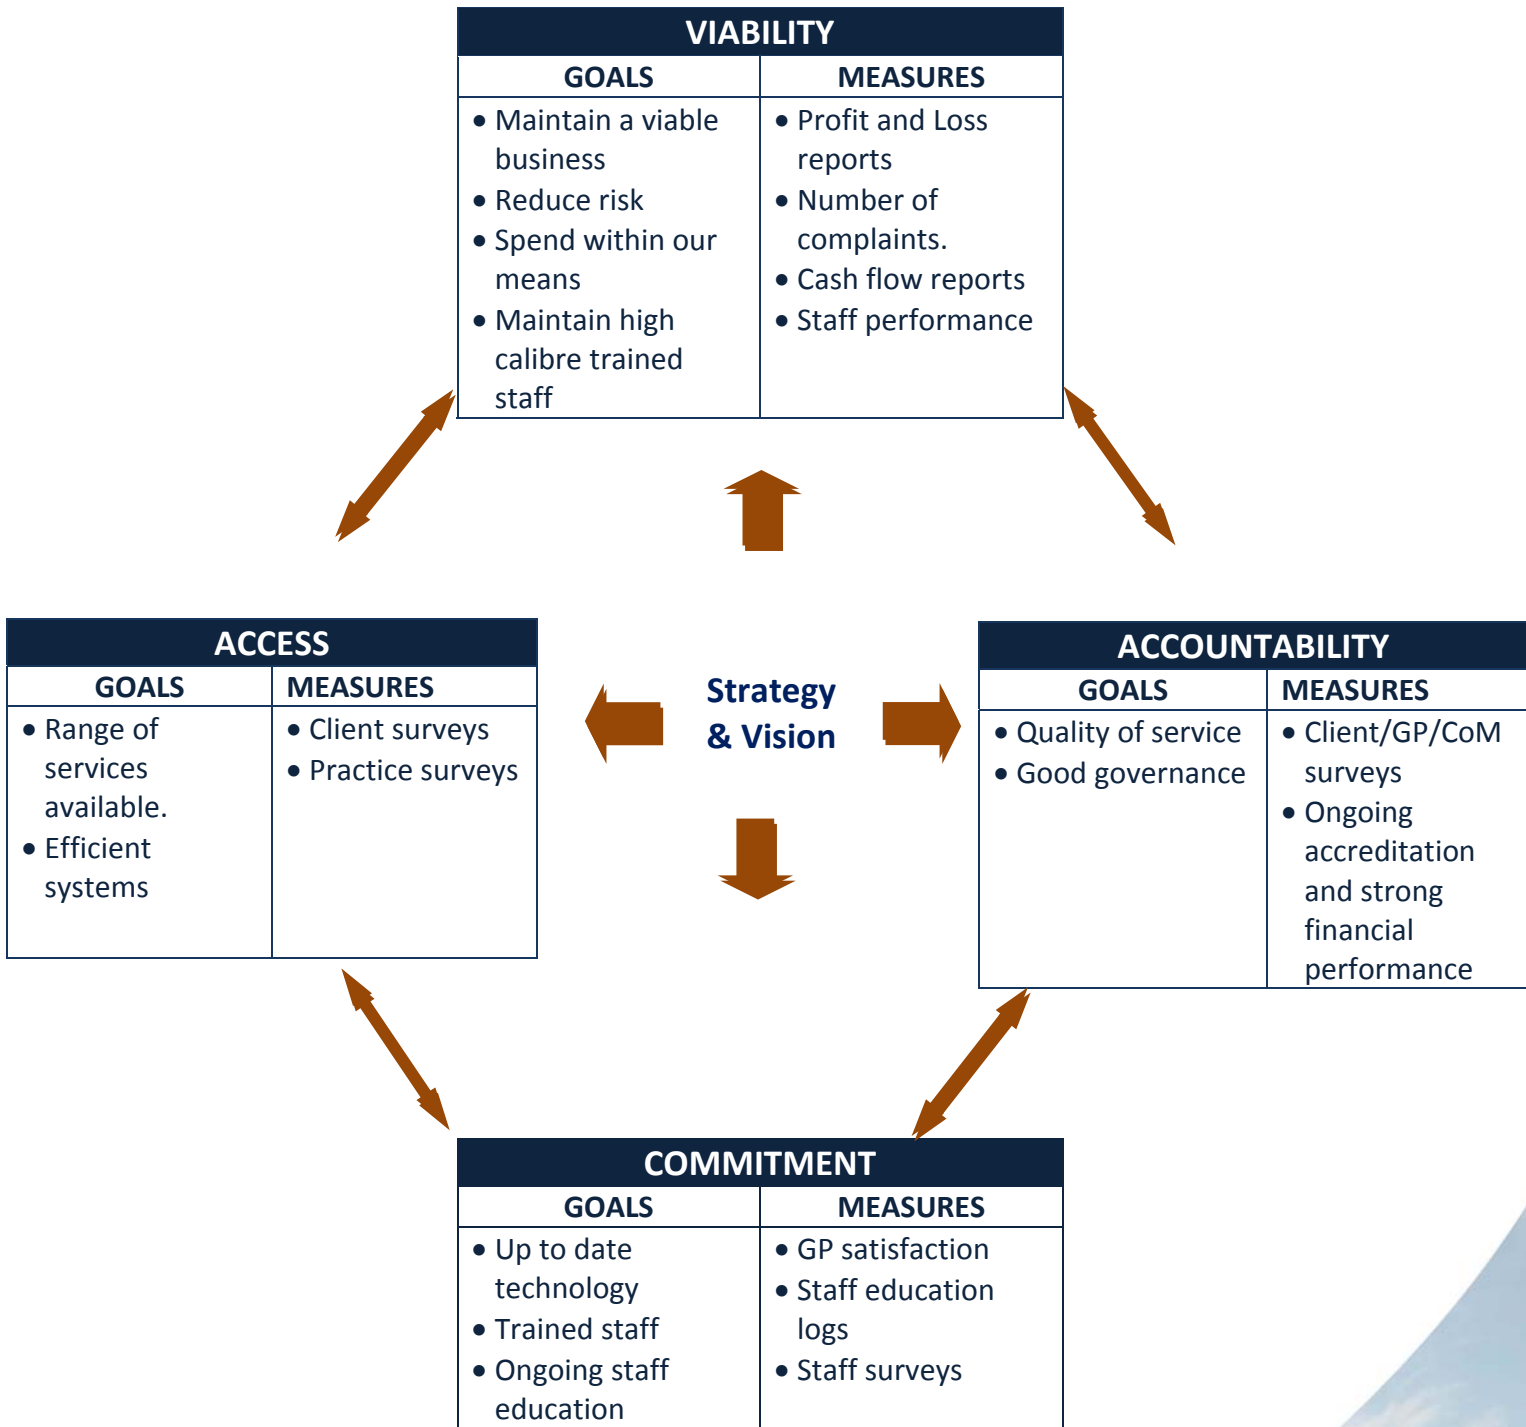 VIABILITY
GOALS
MEASURES
• Maintain a viable
business
• Reduce risk
• Spend within our
means
• Maintain high
calibre trained
staff
• Profit and Loss
reports
• Number of
complaints.
• Cash flow reports
• Staff performance
ACCESS
GOALS
MEASURES
• Range of
services
available.
• Efficient
systems
• Client surveys
• Practice surveys
Strategy
& Vision
ACCOUNTABILITY
GOALS
MEASURES
• Quality of service
• Good governance
• Client/GP/CoM
surveys
• Ongoing
accreditation
and strong
financial
performance
COMMITMENT
GOALS
MEASURES
• Up to date
technology
• Trained staff
• Ongoing staff
education
• GP satisfaction
• Staff education
logs
• Staff surveys